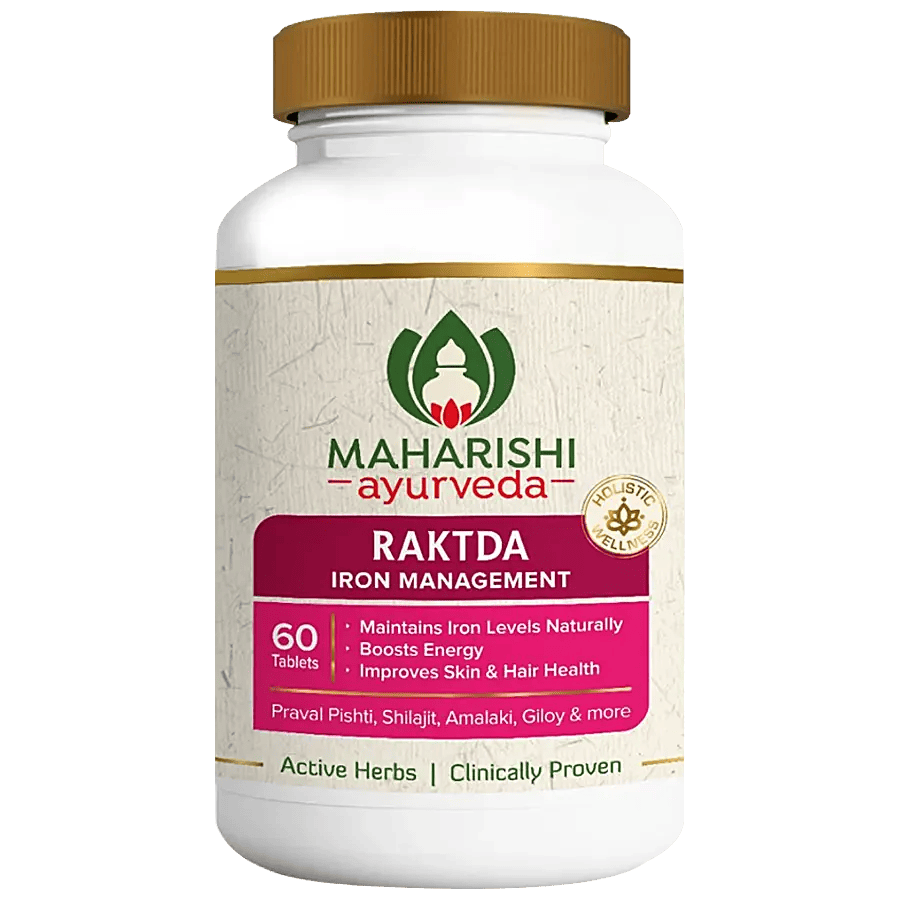 MAHARISHI
ayurveda
HOLISTIC
WELLNESS
RAKTDA
IRON MANAGEMENT
60
Tablets
· Maintains Iron Levels Naturally
· Boosts Energy
· Improves Skin & Hair Health
Praval Pishti, Shilajit, Amalaki, Giloy & more
Active Herbs | Clinically Proven